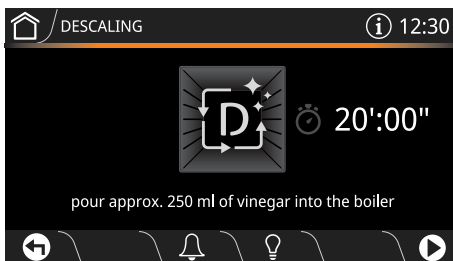 DESCALING
i 12:30
D
20':00"
pour approx. 250 ml of vinegar into the boiler